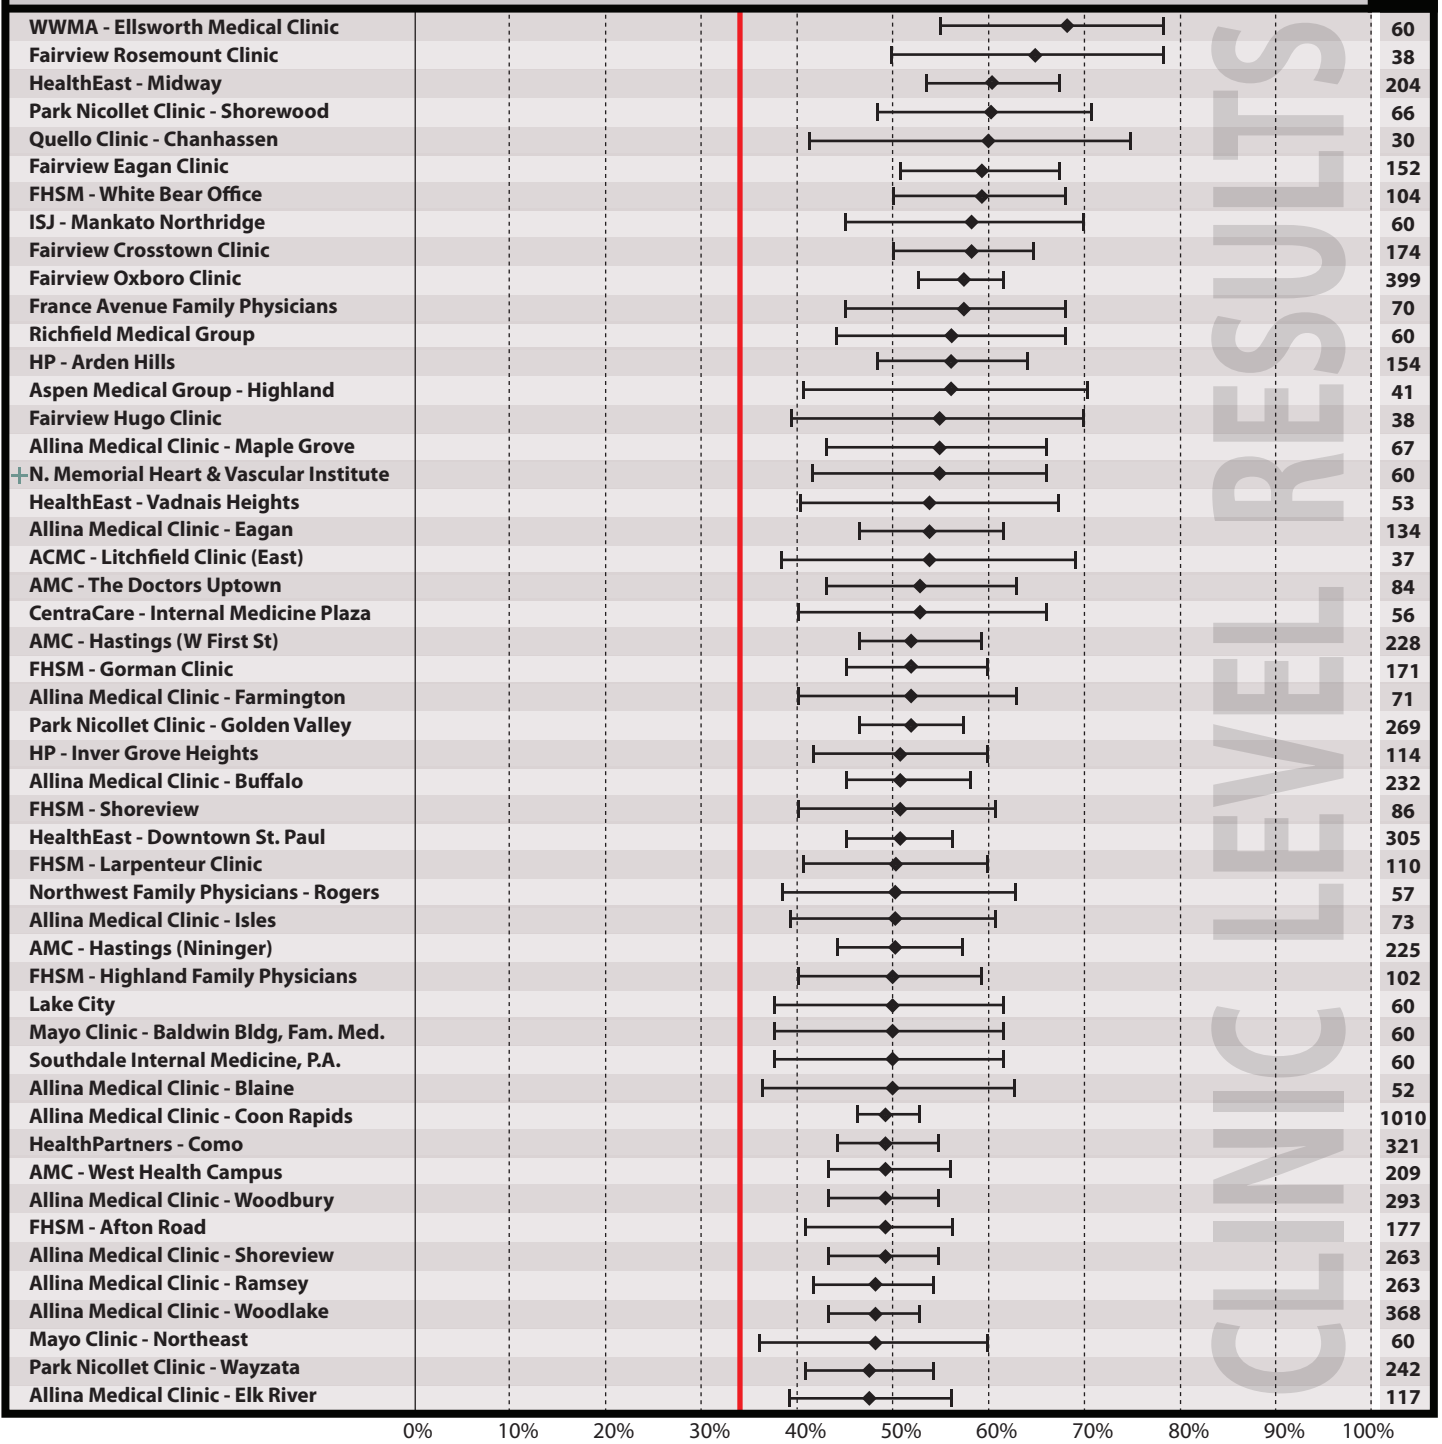 WWMA - Ellsworth Medical Clinic 60
Fairview Rosemount Clinic 38
HealthEast - Midway 204
Park Nicollet Clinic - Shorewood 66
Quello Clinic - Chanhassen 30
Fairview Eagan Clinic 152
FHSM - White Bear Office 104
ISJ - Mankato Northridge 60
Fairview Crosstown Clinic 174
Fairview Oxboro Clinic 399
France Avenue Family Physicians 70
Richfield Medical Group 60
HP - Arden Hills 154
Aspen Medical Group - Highland 41
Fairview Hugo Clinic 38
Allina Medical Clinic - Maple Grove 67
+N. Memorial Heart & Vascular Institute 60
HealthEast - Vadnais Heights 53
Allina Medical Clinic - Eagan 134
ACMC - Litchfield Clinic (East) 37
AMC - The Doctors Uptown 84
CentraCare - Internal Medicine Plaza 56
AMC - Hastings (W First St) 228
FHSM - Gorman Clinic 171
Allina Medical Clinic - Farmington 71
Park Nicollet Clinic - Golden Valley 269
HP - Inver Grove Heights 114
Allina Medical Clinic - Buffalo 232
FHSM - Shoreview 86
HealthEast - Downtown St. Paul 305
FHSM - Larpenteur Clinic 110
Northwest Family Physicians - Rogers 57
Allina Medical Clinic - Isles 73
AMC - Hastings (Nininger) 225
FHSM - Highland Family Physicians 102
Lake City 60
Mayo Clinic - Baldwin Bldg, Fam. Med. 60
Southdale Internal Medicine, P.A. 60
Allina Medical Clinic - Blaine 52
Allina Medical Clinic - Coon Rapids 1010
HealthPartners - Como 321
AMC - West Health Campus 209
Allina Medical Clinic - Woodbury 293
FHSM - Afton Road 177
Allina Medical Clinic - Shoreview 263
Allina Medical Clinic - Ramsey 263
Allina Medical Clinic - Woodlake 368
Mayo Clinic - Northeast 60
Park Nicollet Clinic - Wayzata 242
Allina Medical Clinic - Elk River 117
0% 10% 20% 30% 40% 50% 60% 70% 80% 90% 100%
CLINIC LEVEL RESULTS